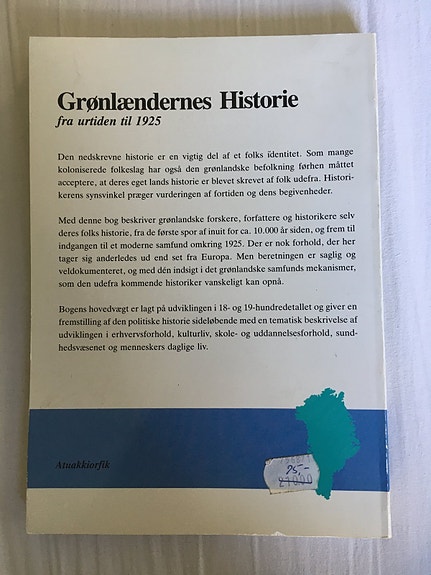 Grønlændernes Historie
fra urtiden til 1925
Den nedskrevne historie er en vigtig del af et folks identitet. Som mange
koloniserede folkeslag har også den grønlandske befolkning førhen måttet
acceptere, at deres eget lands historie er blevet skrevet af folk udefra. Histori-
kerens synsvinkel præger vurderingen af fortiden og dens begivenheder.
Med denne bog beskriver grønlandske forskere, forfattere og historikere selv
deres folks historie, fra de første spor af inuit for ca. 10.000 år siden, og frem til
indgangen til et moderne samfund omkring 1925. Der er nok forhold, der her
tager sig anderledes ud end set fra Europa. Men beretningen er saglig og
veldokumenteret, og med dén indsigt i det grønlandske samfunds mekanismer,
som den udefra kommende historiker vanskeligt kan opnå.
Bogens hovedvægt er lagt på udviklingen i 18- og 19-hundredetallet og giver en
fremstilling af den politiske historie sideløbende med en tematisk beskrivelse af
udviklingen i erhvervsforhold, kulturliv, skole- og uddannelsesforhold, sund-
hedsvæsenet og menneskers daglige liv.
Atuakkiorfik